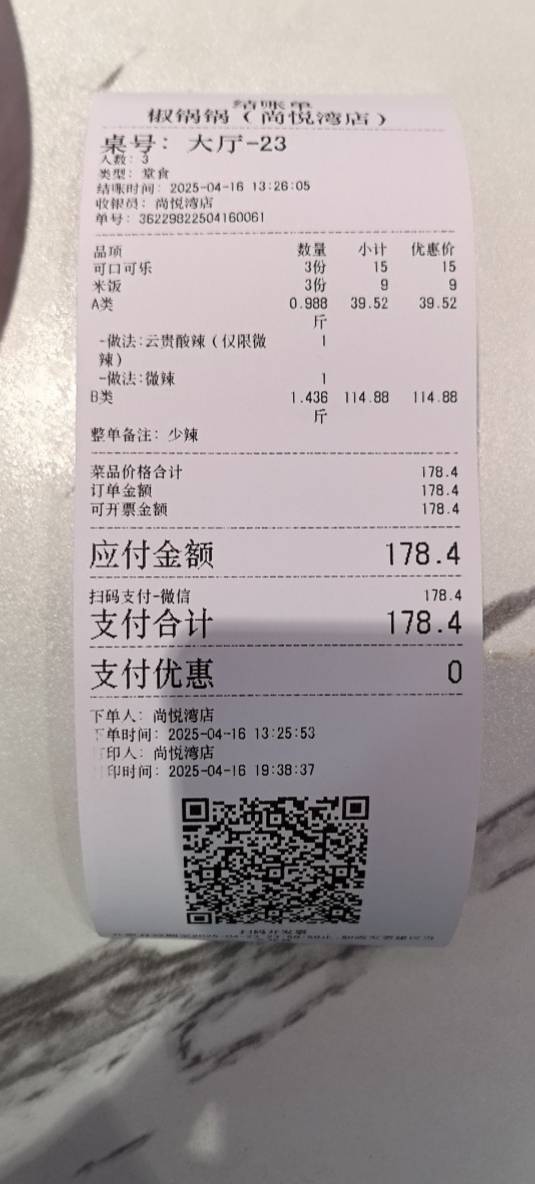 结账单
椒锅锅（尚悦湾店）
桌号： 大厅-23
人数: 3
类型: 堂食
结账时间: 2025-04-16 13:26:05
收银员: 尚悦湾店
单号: 36229822504160061
品项 数量 小计 优惠价
可口可乐 3份 15 15
米饭 3份 9 9
A类 0.988 39.52 39.52
斤
-做法:云贵酸辣（仅限微 1
辣）
-做法:微辣 1
B类 1.436 114.88 114.88
斤
整单备注: 少辣
菜品价格合计 178.4
订单金额 178.4
可开票金额 178.4
应付金额 178.4
扫码支付-微信 178.4
支付合计 178.4
支付优惠 0
下单人: 尚悦湾店
下单时间: 2025-04-16 13:25:53
打印人: 尚悦湾店
打印时间: 2025-04-16 19:38:37
扫码开发票